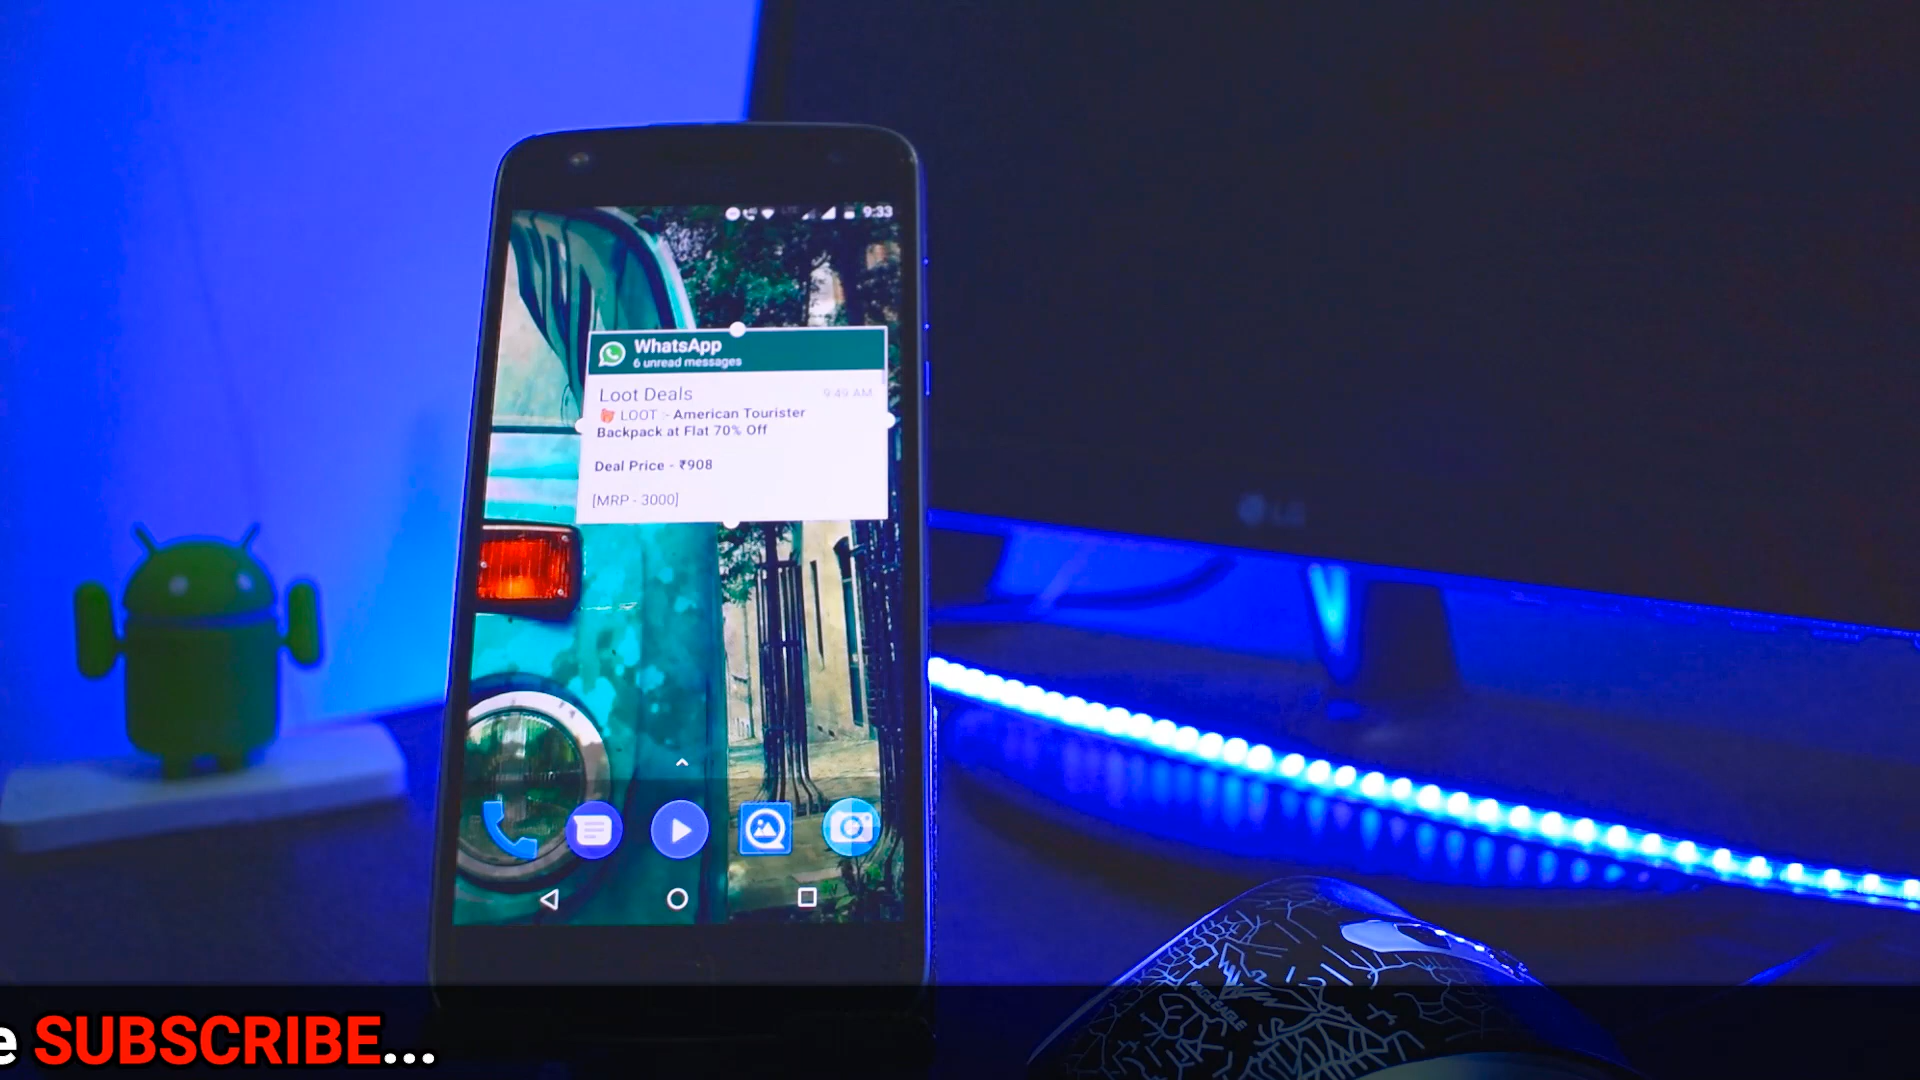 9:33
WhatsApp
6 unread messages
Loot Deals 9:49 AM
LOOT :- American Tourister
Backpack at Flat 70% Off
Deal Price - ₹908
[MRP - 3000]
LG
e SUBSCRIBE...